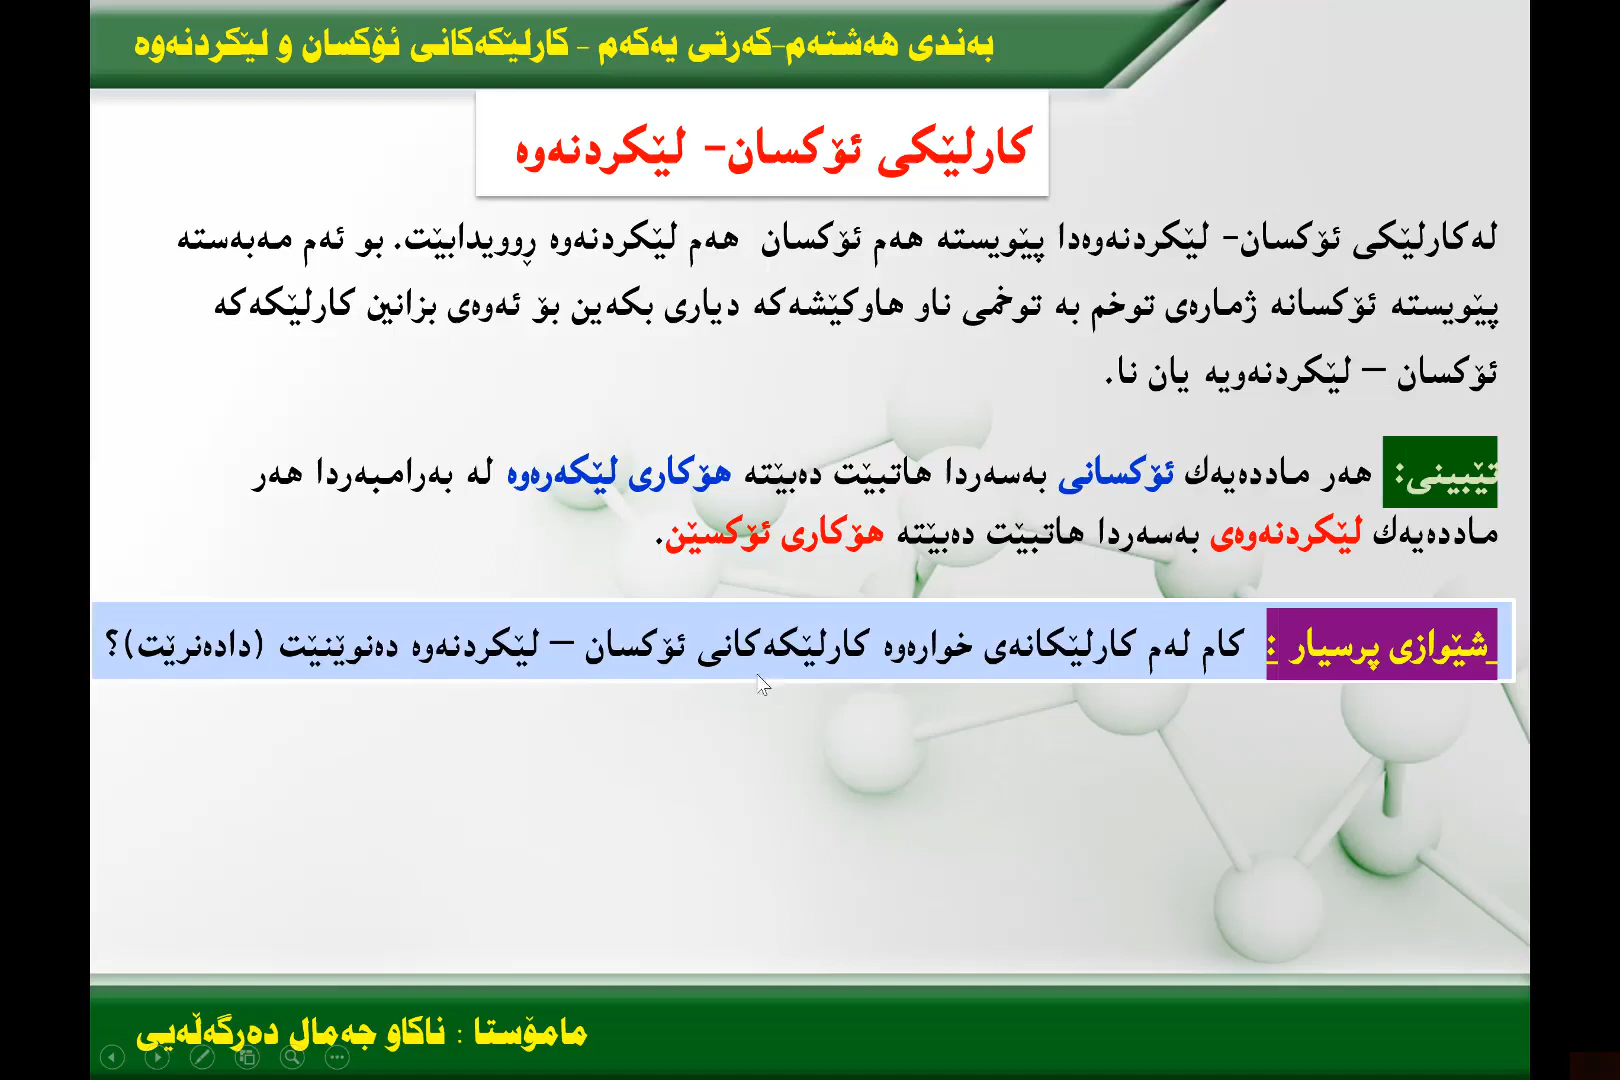 بەندی هەشتەم-کەرتی یەکەم - کارلێکەکانی ئۆکسان و لێکردنەوە
کارلێکی ئۆکسان- لێکردنەوە
لەکارلێکی ئۆکسان- لێکردنەوەدا پێویستە هەم ئۆکسان هەم لێکردنەوە ڕوویدابێت. بو ئەم مەبەستە
پێویستە ئۆکسانە ژمارەی توخم بە توخمی ناو هاوکێشەکە دیاری بکەین بۆ ئەوەی بزانین کارلێکەکە
ئۆکسان – لێکردنەویە یان نا.
تێبینی: هەر ماددەیەك ئۆکسانی بەسەردا هاتبێت دەبێتە هۆکاری لێکەرەوە لە بەرامبەردا هەر
ماددەیەك لێکردنەوەی بەسەردا هاتبێت دەبێتە هۆکاری ئۆکسێن.
شێوازی پرسیار : کام لەم کارلێکانەی خوارەوە کارلێکەکانی ئۆکسان – لێکردنەوە دەنوێنێت (دادەنرێت)؟
مامۆستا : ناکاو جەمال دەرگەڵەیی